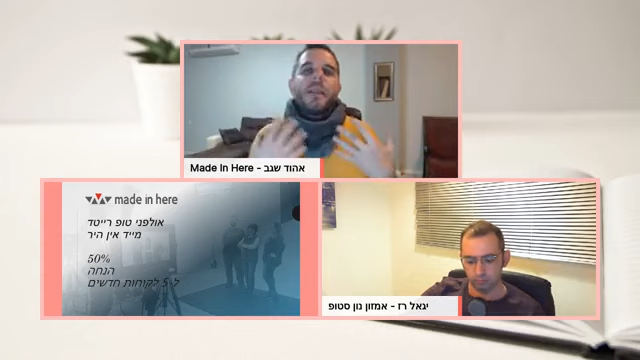 אהוד שגב - Made In Here
made in here
אולפני טופ רייטד
מייד אין היר
50%
הנחה
ל-5 לקוחות חדשים
יגאל רז - אמזון נון סטופ